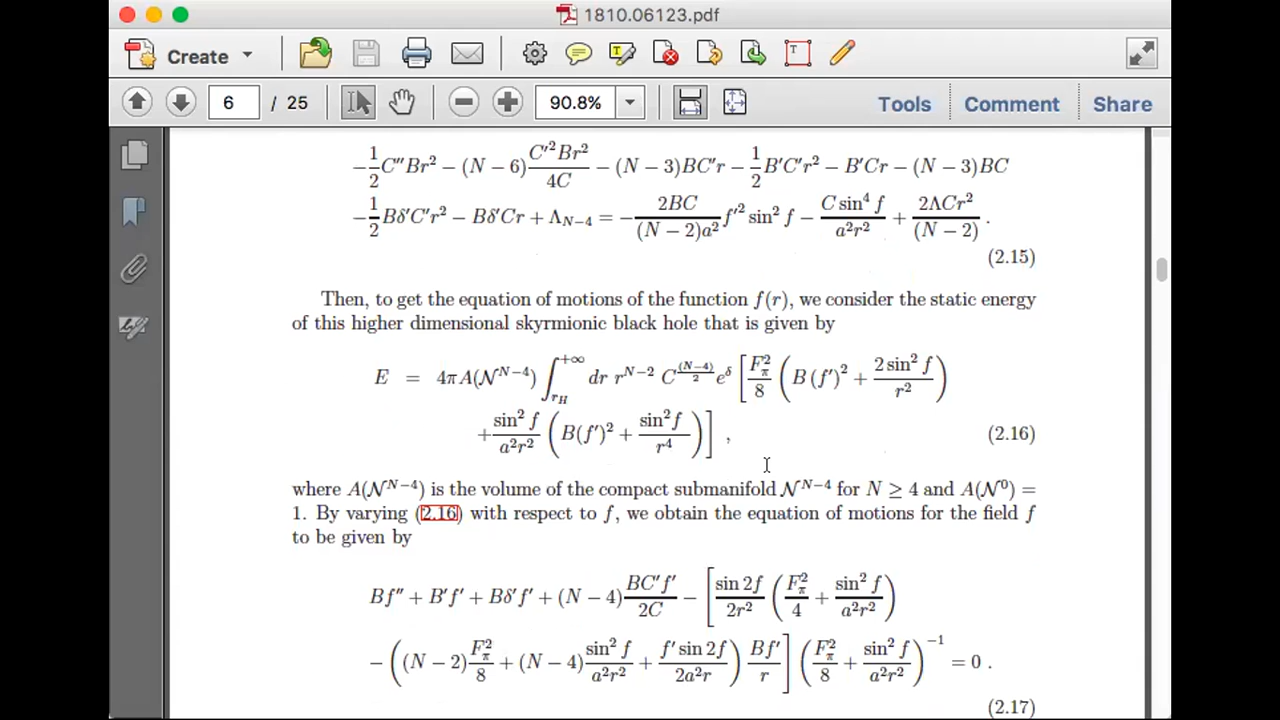 1810.06123.pdf
Create
6 / 25 90.8% Tools Comment Share
−1/2 C″Br² − (N − 6) C′²Br²/4C − (N − 3)BC′r − 1/2 B′C′r² − B′Cr − (N − 3)BC
−1/2 Bδ′C′r² − Bδ′Cr + Λ_{N−4} = − 2BC/((N − 2)a²) f′² sin² f − C sin⁴ f/(a²r²) + 2ΛCr²/(N − 2) .
(2.15)
Then, to get the equation of motions of the function f(r), we consider the static energy
of this higher dimensional skyrmionic black hole that is given by
E = 4π A(𝒩^{N−4}) ∫_{r_H}^{+∞} dr r^{N−2} C^{(N−4)/2} e^δ [ F_π²/8 ( B (f′)² + 2 sin² f/r² )
+ sin² f/(a²r²) ( B(f′)² + sin² f/r⁴ ) ] , (2.16)
where A(𝒩^{N−4}) is the volume of the compact submanifold 𝒩^{N−4} for N ≥ 4 and A(𝒩⁰) =
1. By varying (2.16) with respect to f, we obtain the equation of motions for the field f
to be given by
Bf″ + B′f′ + Bδ′f′ + (N − 4) BC′f′/2C − [ sin 2f/2r² ( F_π²/4 + sin² f/(a²r²) )
− ( (N − 2) F_π²/8 + (N − 4) sin² f/(a²r²) + f′ sin 2f/(2a²r) ) Bf′/r ] ( F_π²/8 + sin² f/(a²r²) )^{−1} = 0 .
(2.17)